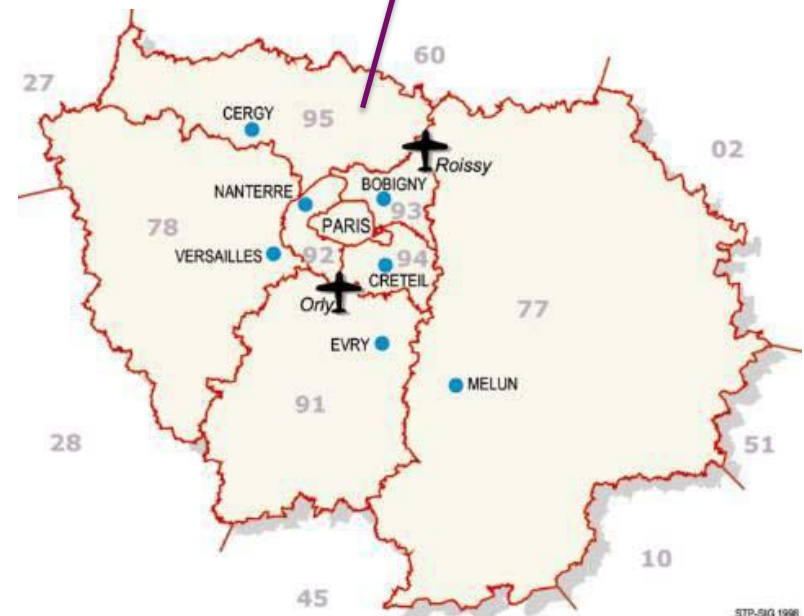 60
27
CERGY
95
02
Roissy
NANTERRE
BOBIGNY
93
78
PARIS
VERSAILLES
92
94
CRETEIL
Orly
77
EVRY
MELUN
91
28
51
10
45
STP-SIG 1998